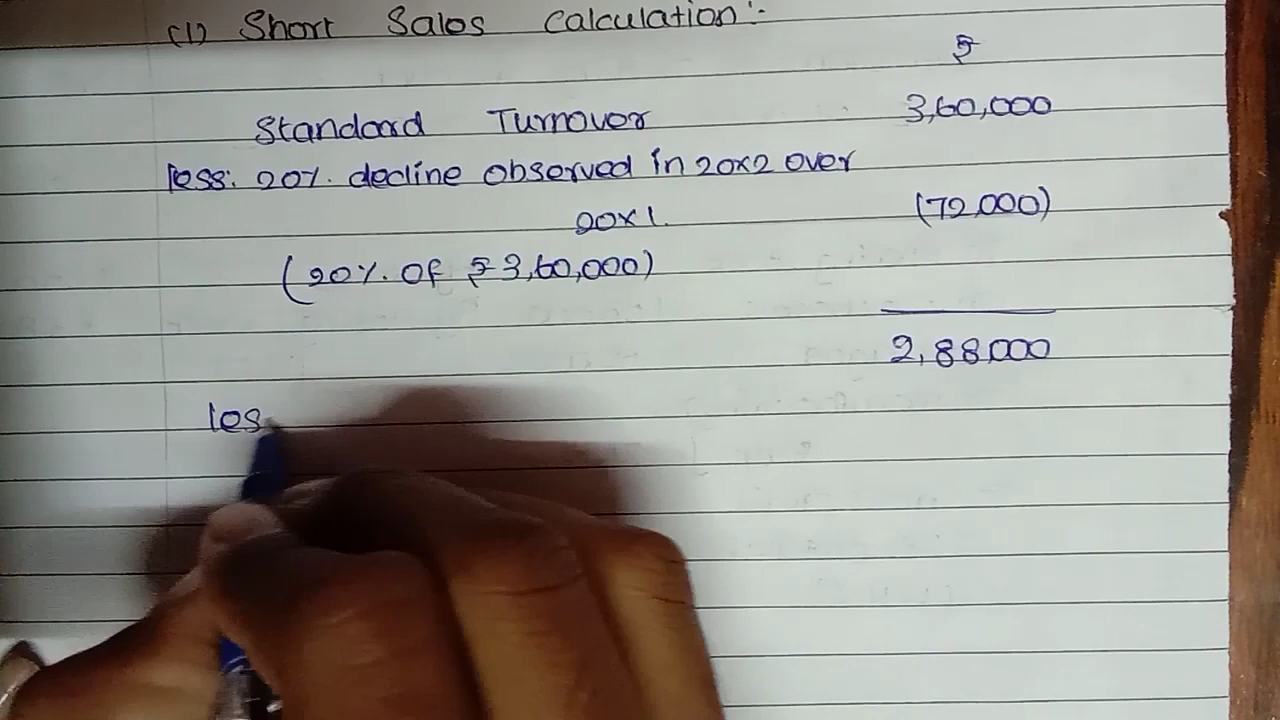 (1) Short Sales Calculation :-
₹
Standard Turnover 3,60,000
less: 20% decline observed in 20x2 over
20x1. (72,000)
(20% of ₹ 3,60,000)
2,88,000
les